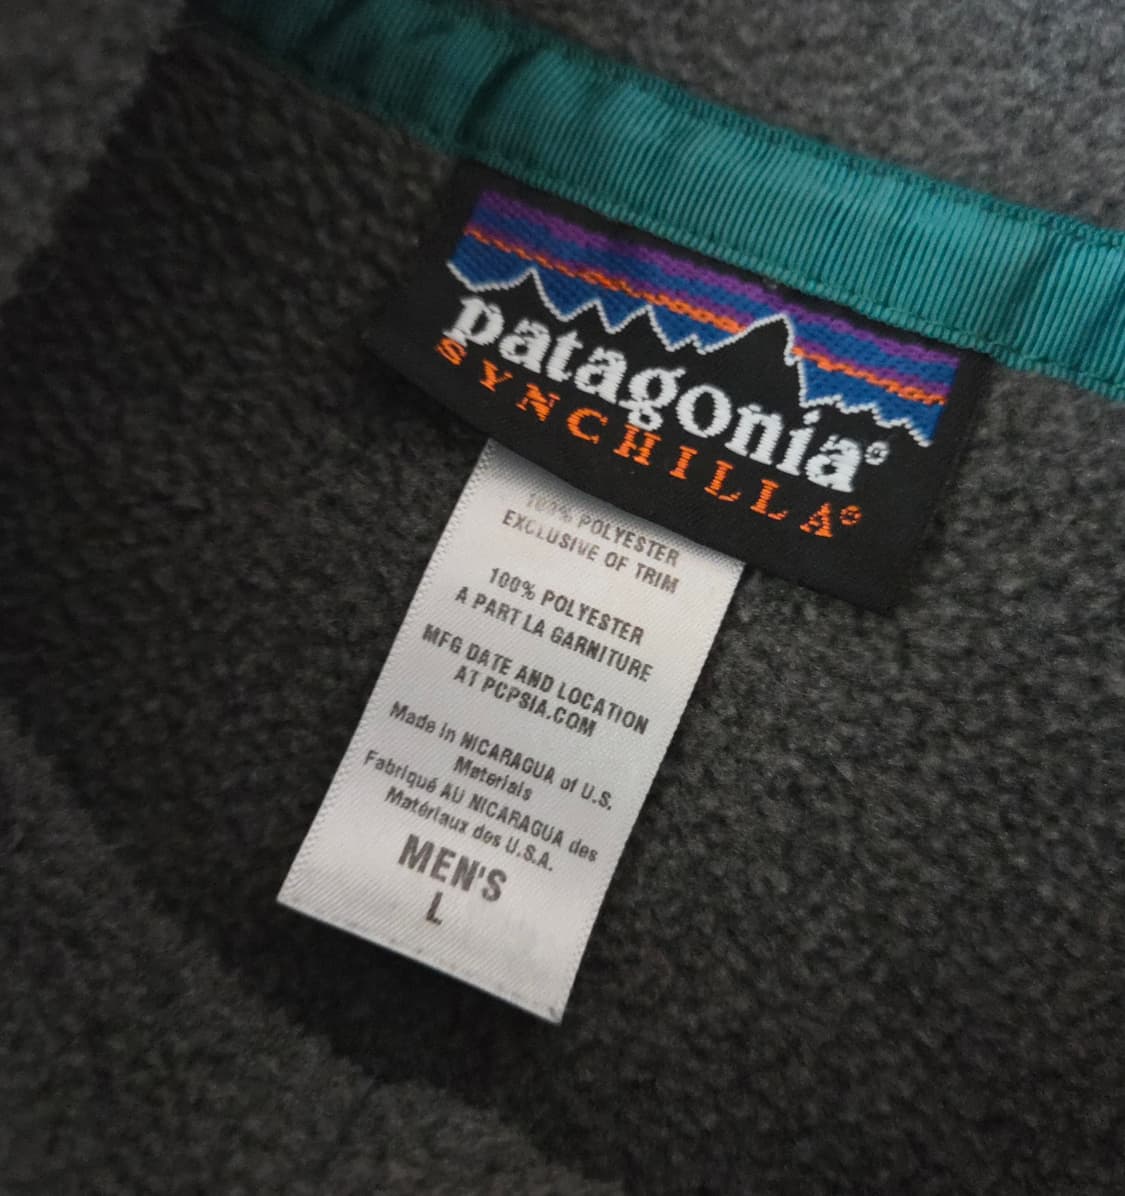 patagonia®
SYNCHILLA®
100% POLYESTER
EXCLUSIVE OF TRIM
100% POLYESTER
A PART LA GARNITURE
MFG DATE AND LOCATION
AT PCPSIA.COM
Made in NICARAGUA of U.S.
Materials
Fabriqué AU NICARAGUA des
Matériaux des U.S.A.
MEN'S
L